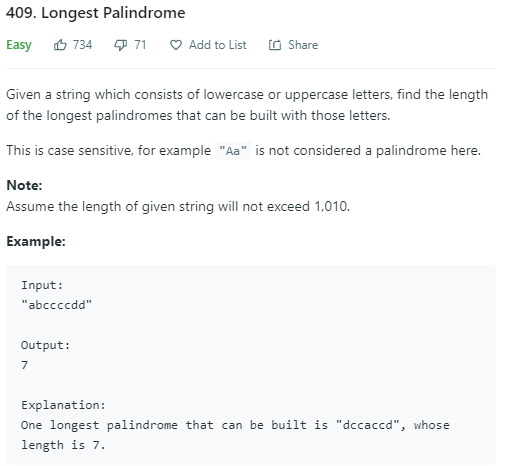 409. Longest Palindrome
Easy 734 71 Add to List Share
Given a string which consists of lowercase or uppercase letters, find the length
of the longest palindromes that can be built with those letters.
This is case sensitive, for example "Aa" is not considered a palindrome here.
Note:
Assume the length of given string will not exceed 1,010.
Example:
Input:
"abccccdd"
Output:
7
Explanation:
One longest palindrome that can be built is "dccaccd", whose
length is 7.